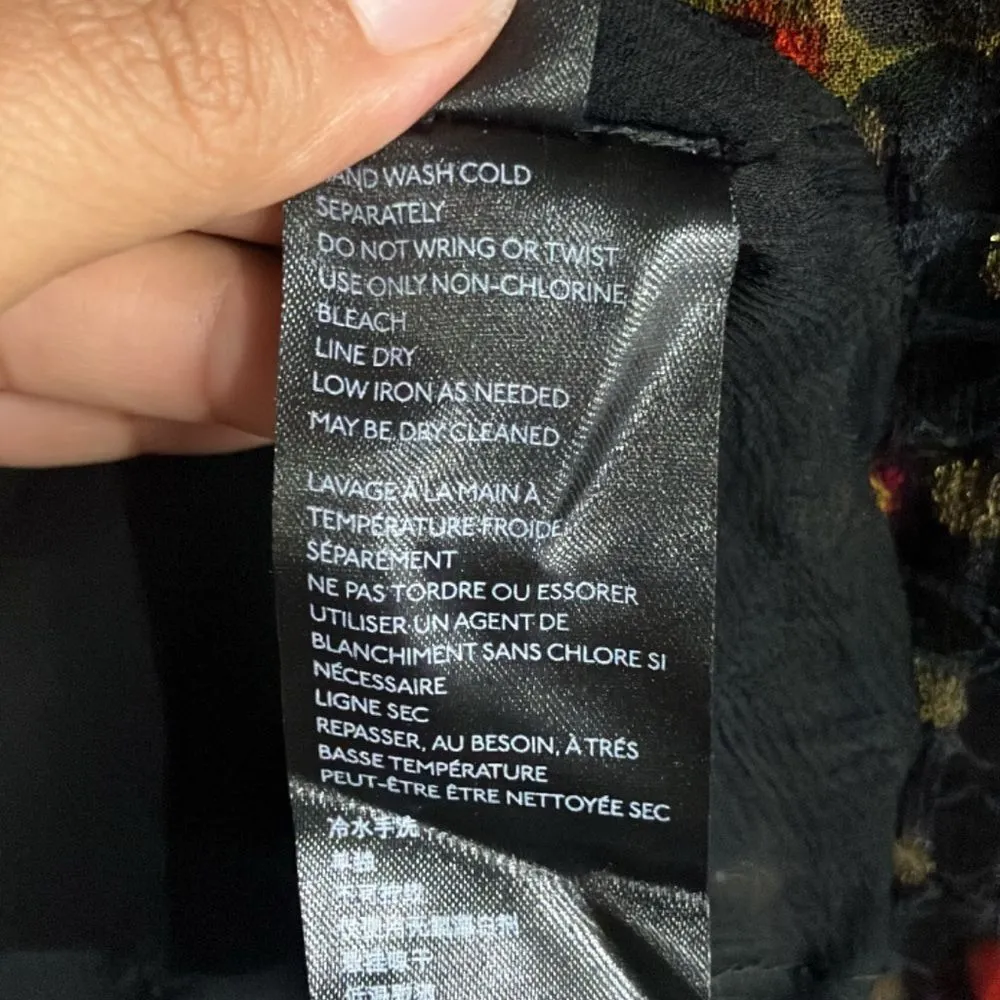 AND WASH COLD
SEPARATELY
DO NOT WRING OR TWIST
USE ONLY NON-CHLORINE
BLEACH
LINE DRY
LOW IRON AS NEEDED
MAY BE DRY CLEANED
LAVAGE À LA MAIN À
TEMPÉRATURE FROIDE
SÉPARÉMENT
NE PAS TORDRE OU ESSORER
UTILISER UN AGENT DE
BLANCHIMENT SANS CHLORE SI
NÉCESSAIRE
LIGNE SEC
REPASSER, AU BESOIN, À TRÉS
BASSE TEMPÉRATURE
PEUT-ÊTRE ÊTRE NETTOYÉE SEC
冷水手洗